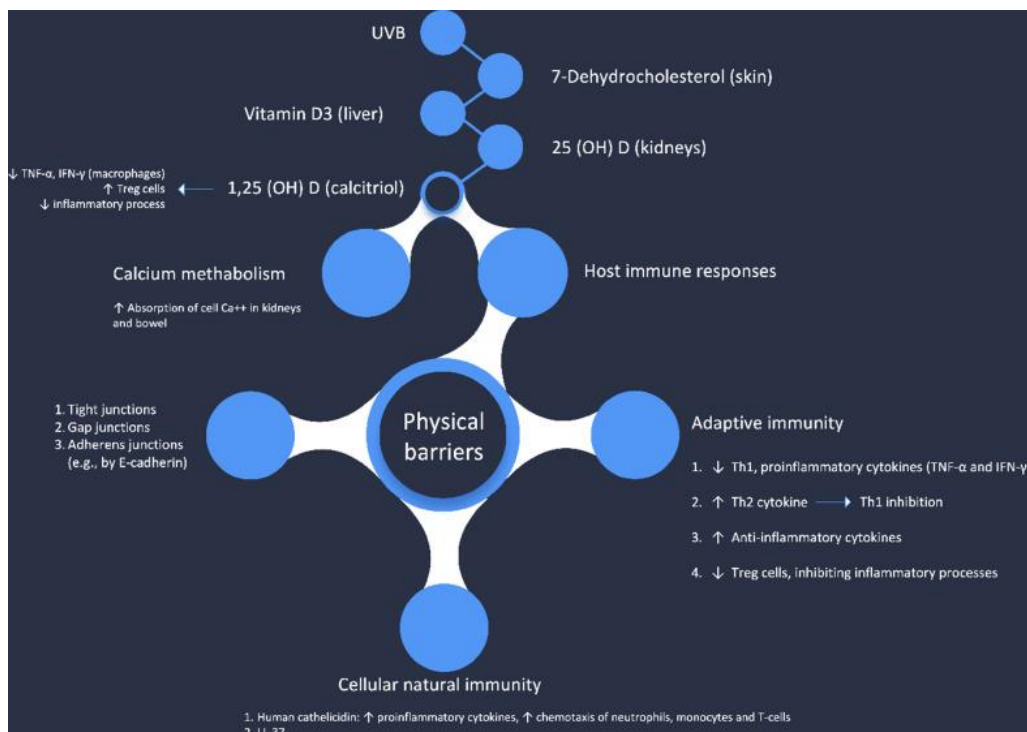 UVB
7-Dehydrocholesterol (skin)
Vitamin D3 (liver)
25 (OH) D (kidneys)
↓ TNF-α, IFN-γ (macrophages)
↑ Treg cells
↓ inflammatory process
1,25 (OH) D (calcitriol)
Calcium methabolism
↑ Absorption of cell Ca++ in kidneys
and bowel
Host immune responses
1. Tight junctions
2. Gap junctions
3. Adherens junctions
(e.g., by E-cadherin)
Physical
barriers
Adaptive immunity
1. ↓ Th1, proinflammatory cytokines (TNF-α and IFN-γ
2. ↑ Th2 cytokine → Th1 inhibition
3. ↑ Anti-inflammatory cytokines
4. ↓ Treg cells, inhibiting inflammatory processes
Cellular natural immunity
1. Human cathelicidin: ↑ proinflammatory cytokines, ↑ chemotaxis of neutrophils, monocytes and T-cells